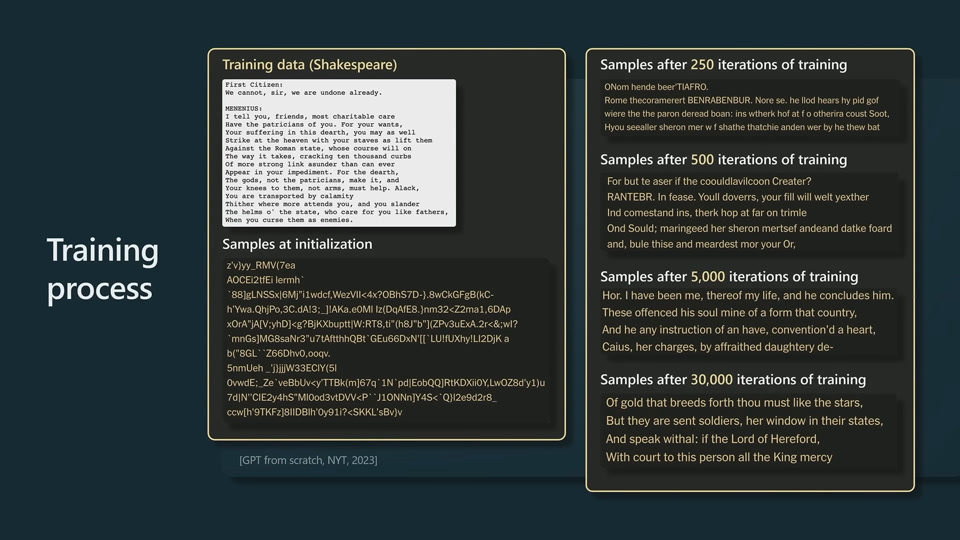 Training
process
Training data (Shakespeare)
First Citizen:
We cannot, sir, we are undone already.
MENENIUS:
I tell you, friends, most charitable care
Have the patricians of you. For your wants,
Your suffering in this dearth, you may as well
Strike at the heaven with your staves as lift them
Against the Roman state, whose course will on
The way it takes, cracking ten thousand curbs
Of more strong link asunder than can ever
Appear in your impediment. For the dearth,
The gods, not the patricians, make it, and
Your knees to them, not arms, must help. Alack,
You are transported by calamity
Thither where more attends you, and you slander
The helms o' the state, who care for you like fathers,
When you curse them as enemies.
Samples at initialization
z'v}yy_RMV(7ea
AOCEi2tfEi lermh`
`88]gLNSSx|6Mj"i1wdcf,WezVII<4x?OBhS7D-}.8wCkGFgB(kC-
h'Ywa.QhjPo,3C.dA!3;_]!AKa.e0MI Iz(DqAfE8.}nm32<Z2ma1,6DAp
xOrA"jA[V;yhD]<g?BjKXbuptt|W:RT8,ti"(h8J"b"](ZPv3uExA.2r<&;wI?
`mnGs]MG8saNr3"u7tAftthhQBt`GEu66DxN'[[`LU!fUXhy!LI2DjK a
b("8GL``Z66Dhv0,ooqv.
5nmUeh _'j}jjjW33EClY(5l
0vwdE;_Ze`veBbUv<y'TTBk(m]67q`1N`pd|EobQQ]RtKDXii0Y,LwOZ8d'y1)u
7d|N''CIE2y4hS"MI0od3vtDVV<P``J1ONNn]Y4S<`Q}l2e9d2r8_
ccw[h'9TKFz]8IIDBlh'0y91i?<SKKL'sBv}v
[GPT from scratch, NYT, 2023]
Samples after 250 iterations of training
ONom hende beer'TIAFRO.
Rome thecoramerert BENRABENBUR. Nore se. he llod hears hy pid gof
wiere the the paron deread boan: ins wtherk hof at f o otherira coust Soot,
Hyou seealler sheron mer w f shathe thatchie anden wer by he thew bat
Samples after 500 iterations of training
For but te aser if the coouldlavilcoon Creater?
RANTEBR. In fease. Youll doverrs, your fill will welt yexther
Ind comestand ins, therk hop at far on trimle
Ond Sould; maringeed her sheron mertsef andeand datke foard
and, bule thise and meardest mor your Or,
Samples after 5,000 iterations of training
Hor. I have been me, thereof my life, and he concludes him.
These offenced his soul mine of a form that country,
And he any instruction of an have, convention'd a heart,
Caius, her charges, by affraithed daughtery de-
Samples after 30,000 iterations of training
Of gold that breeds forth thou must like the stars,
But they are sent soldiers, her window in their states,
And speak withal: if the Lord of Hereford,
With court to this person all the King mercy